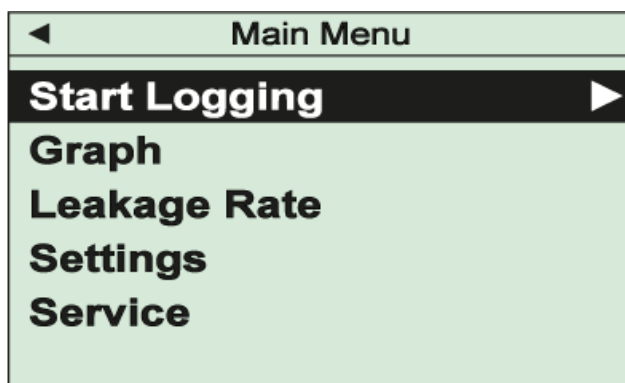 Main Menu
Start Logging
Graph
Leakage Rate
Settings
Service